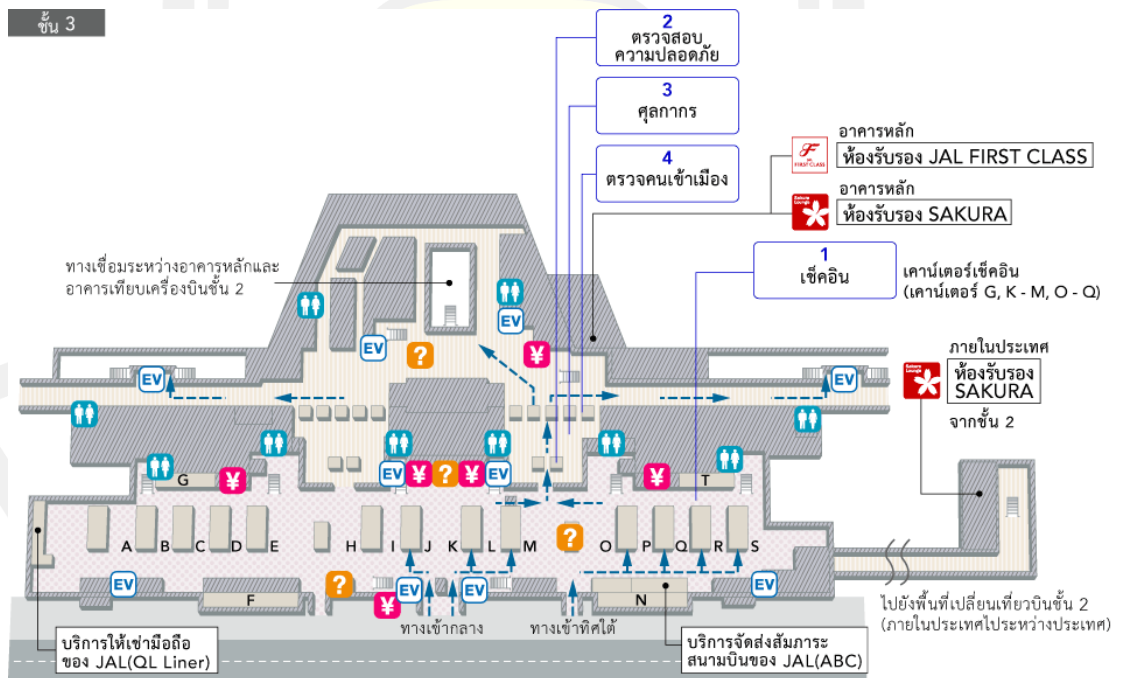 ชั้น 3
2
ตรวจสอบ
ความปลอดภัย
3
ศุลกากร
4
ตรวจคนเข้าเมือง
อาคารหลัก
JAL
FIRST CLASS
ห้องรับรอง JAL FIRST CLASS
อาคารหลัก
Sakura
Lounge
ห้องรับรอง SAKURA
1
เช็คอิน
เคาน์เตอร์เช็คอิน
(เคาน์เตอร์ G, K - M, O - Q)
ทางเชื่อมระหว่างอาคารหลักและ
อาคารเทียบเครื่องบินชั้น 2
EV
EV
?
¥
EV
EV
ภายในประเทศ
Sakura
Lounge
ห้องรับรอง
SAKURA
จากชั้น 2
EV
¥
?
¥
EV
G
¥
¥
T
A
B
C
D
E
H
I
J
K
L
M
?
O
P
Q
R
S
EV
F
?
¥
EV
EV
N
EV
ทางเข้ากลาง
ทางเข้าทิศใต้
ไปยังพื้นที่เปลี่ยนเที่ยวบินชั้น 2
(ภายในประเทศไประหว่างประเทศ)
บริการให้เช่ามือถือ
ของ JAL(QL Liner)
บริการจัดส่งสัมภาระ
สนามบินของ JAL(ABC)